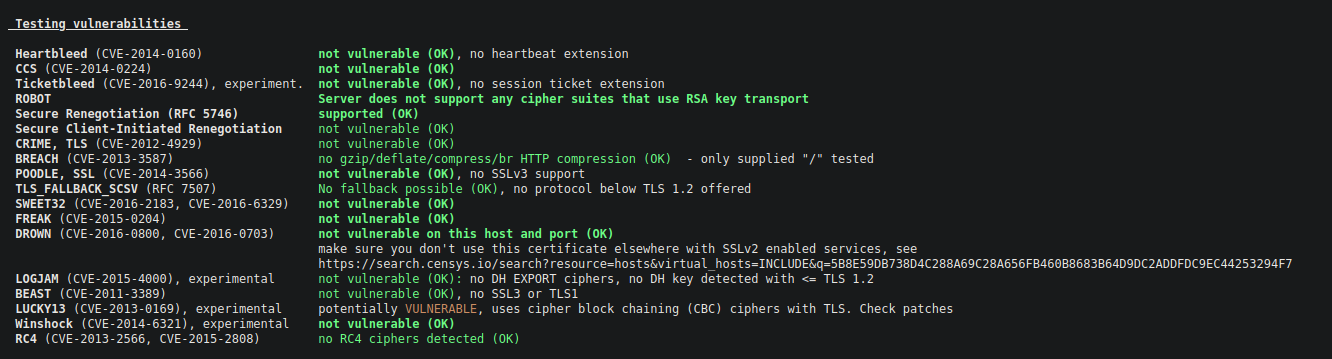 Testing vulnerabilities
Heartbleed (CVE-2014-0160) not vulnerable (OK), no heartbeat extension
CCS (CVE-2014-0224) not vulnerable (OK)
Ticketbleed (CVE-2016-9244), experiment. not vulnerable (OK), no session ticket extension
ROBOT Server does not support any cipher suites that use RSA key transport
Secure Renegotiation (RFC 5746) supported (OK)
Secure Client-Initiated Renegotiation not vulnerable (OK)
CRIME, TLS (CVE-2012-4929) not vulnerable (OK)
BREACH (CVE-2013-3587) no gzip/deflate/compress/br HTTP compression (OK) - only supplied "/" tested
POODLE, SSL (CVE-2014-3566) not vulnerable (OK), no SSLv3 support
TLS_FALLBACK_SCSV (RFC 7507) No fallback possible (OK), no protocol below TLS 1.2 offered
SWEET32 (CVE-2016-2183, CVE-2016-6329) not vulnerable (OK)
FREAK (CVE-2015-0204) not vulnerable (OK)
DROWN (CVE-2016-0800, CVE-2016-0703) not vulnerable on this host and port (OK)
make sure you don't use this certificate elsewhere with SSLv2 enabled services, see
https://search.censys.io/search?resource=hosts&virtual_hosts=INCLUDE&q=5B8E59DB738D4C288A69C28A656FB460B8683B64D9DC2ADDFDC9EC44253294F7
LOGJAM (CVE-2015-4000), experimental not vulnerable (OK): no DH EXPORT ciphers, no DH key detected with <= TLS 1.2
BEAST (CVE-2011-3389) not vulnerable (OK), no SSL3 or TLS1
LUCKY13 (CVE-2013-0169), experimental potentially VULNERABLE, uses cipher block chaining (CBC) ciphers with TLS. Check patches
Winshock (CVE-2014-6321), experimental not vulnerable (OK)
RC4 (CVE-2013-2566, CVE-2015-2808) no RC4 ciphers detected (OK)